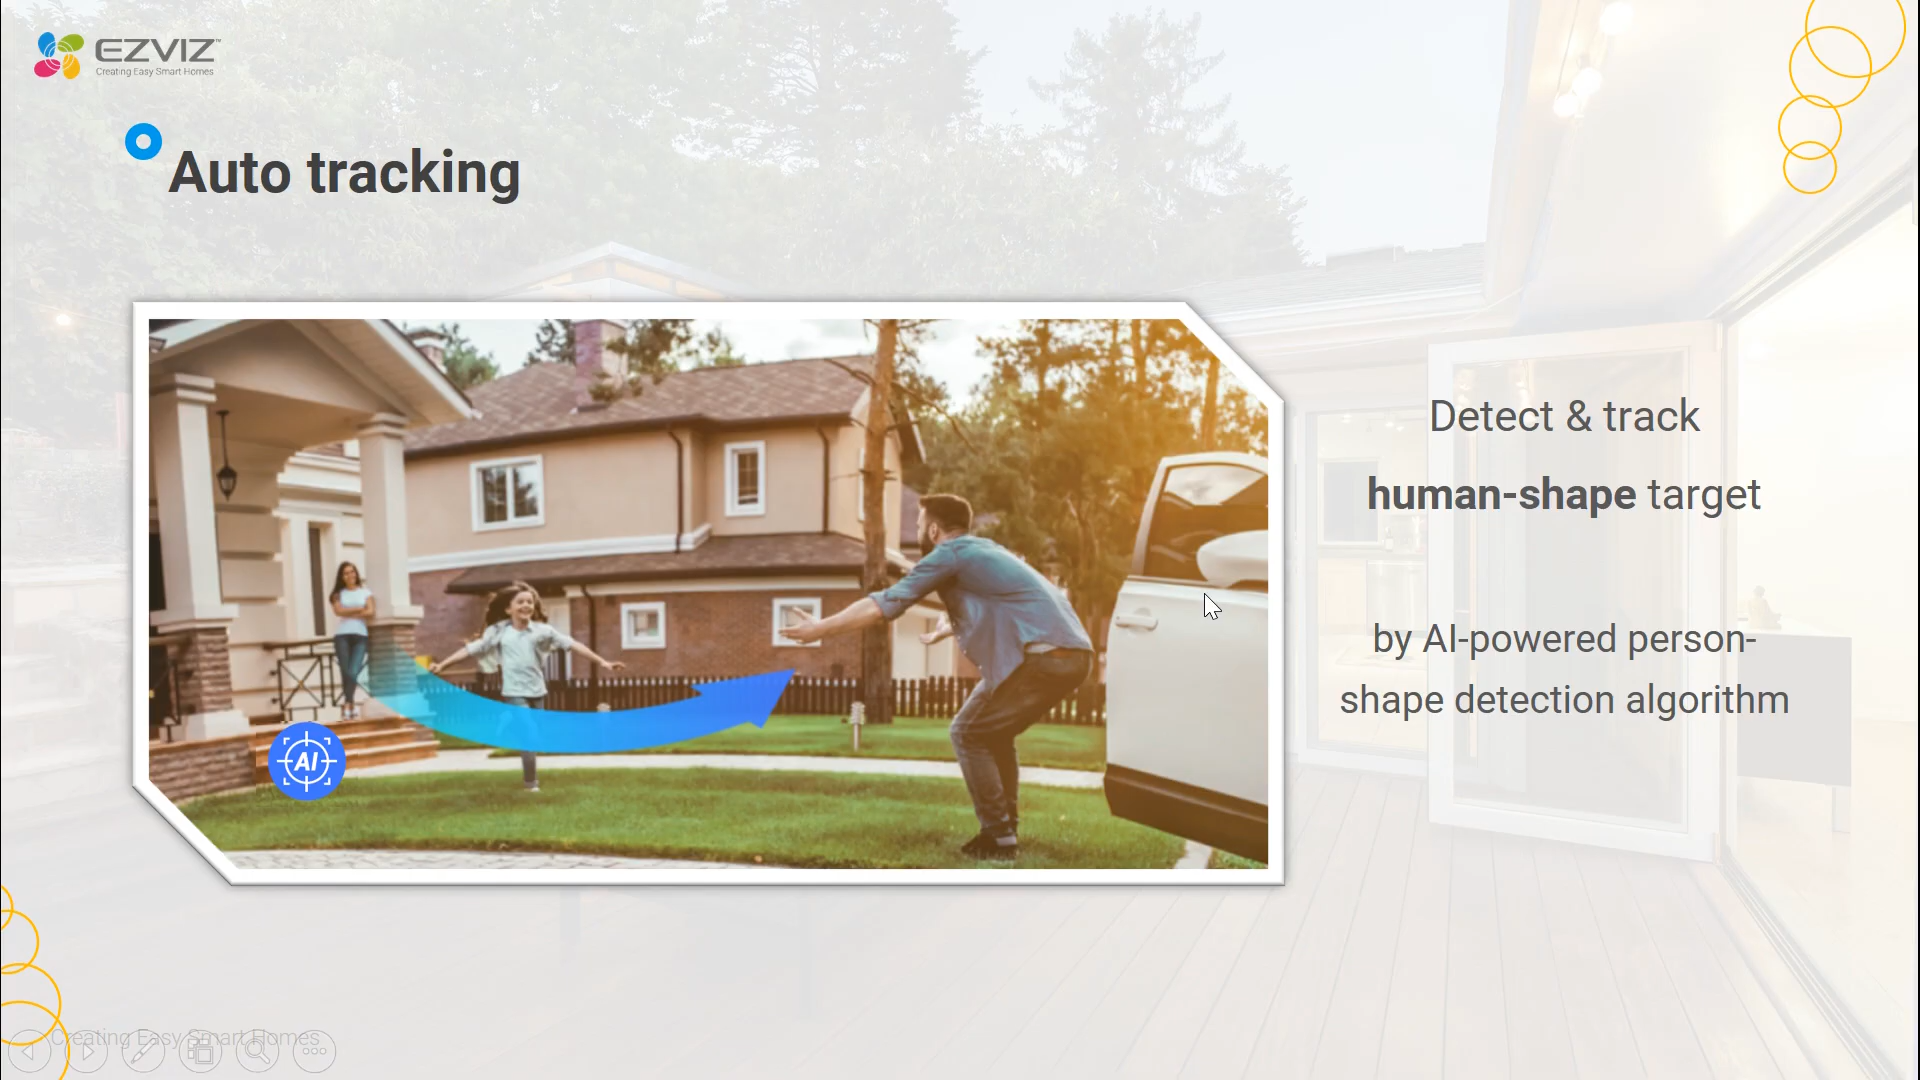 EZVIZ™
Creating Easy Smart Homes
Auto tracking
Detect & track
human-shape target
by AI-powered person-
shape detection algorithm
AI
Creating Easy Smart Homes